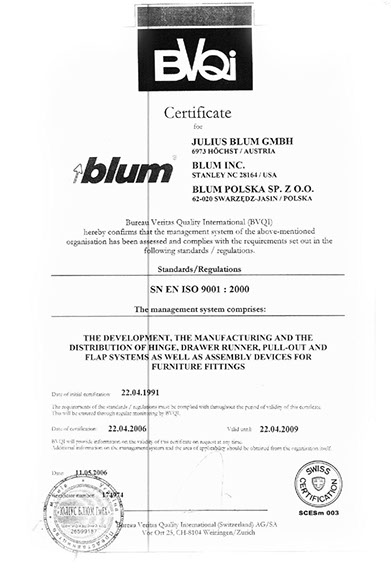 BVQi
Certificate
for
JULIUS BLUM GMBH
6973 HÖCHST / AUSTRIA
blum®
BLUM INC.
STANLEY NC 28164 / USA
BLUM POLSKA SP. Z O.O.
62-020 SWARZĘDZ-JASIN / POLSKA
Bureau Veritas Quality International (BVQI)
hereby confirms that the management system of the above-mentioned
organisation has been assessed and complies with the requirements set out in the
following standards / regulations.
Standards/Regulations
SN EN ISO 9001 : 2000
The management system comprises:
THE DEVELOPMENT, THE MANUFACTURING AND THE
DISTRIBUTION OF HINGE, DRAWER RUNNER, PULL-OUT AND
FLAP SYSTEMS AS WELL AS ASSEMBLY DEVICES FOR
FURNITURE FITTINGS
Date of initial certification: 22.04.1991
The requirements of the standards / regulations must be complied with throughout the period of validity of this certificate.
This will be ensured through regular monitoring by BVQI.
Date of certification: 22.04.2006 Valid until: 22.04.2009
BVQI will provide information on the validity of this certificate on request at any time.
Additional information on the management system and the area of applicability should be obtained from the organisation itself.
Date: 11.05.2006
174974
26599187
SWISS
CERTIFICATION
SCESm 003
Bureau Veritas Quality International (Switzerland) AG/SA
CH-8104 Weiningen/Zurich